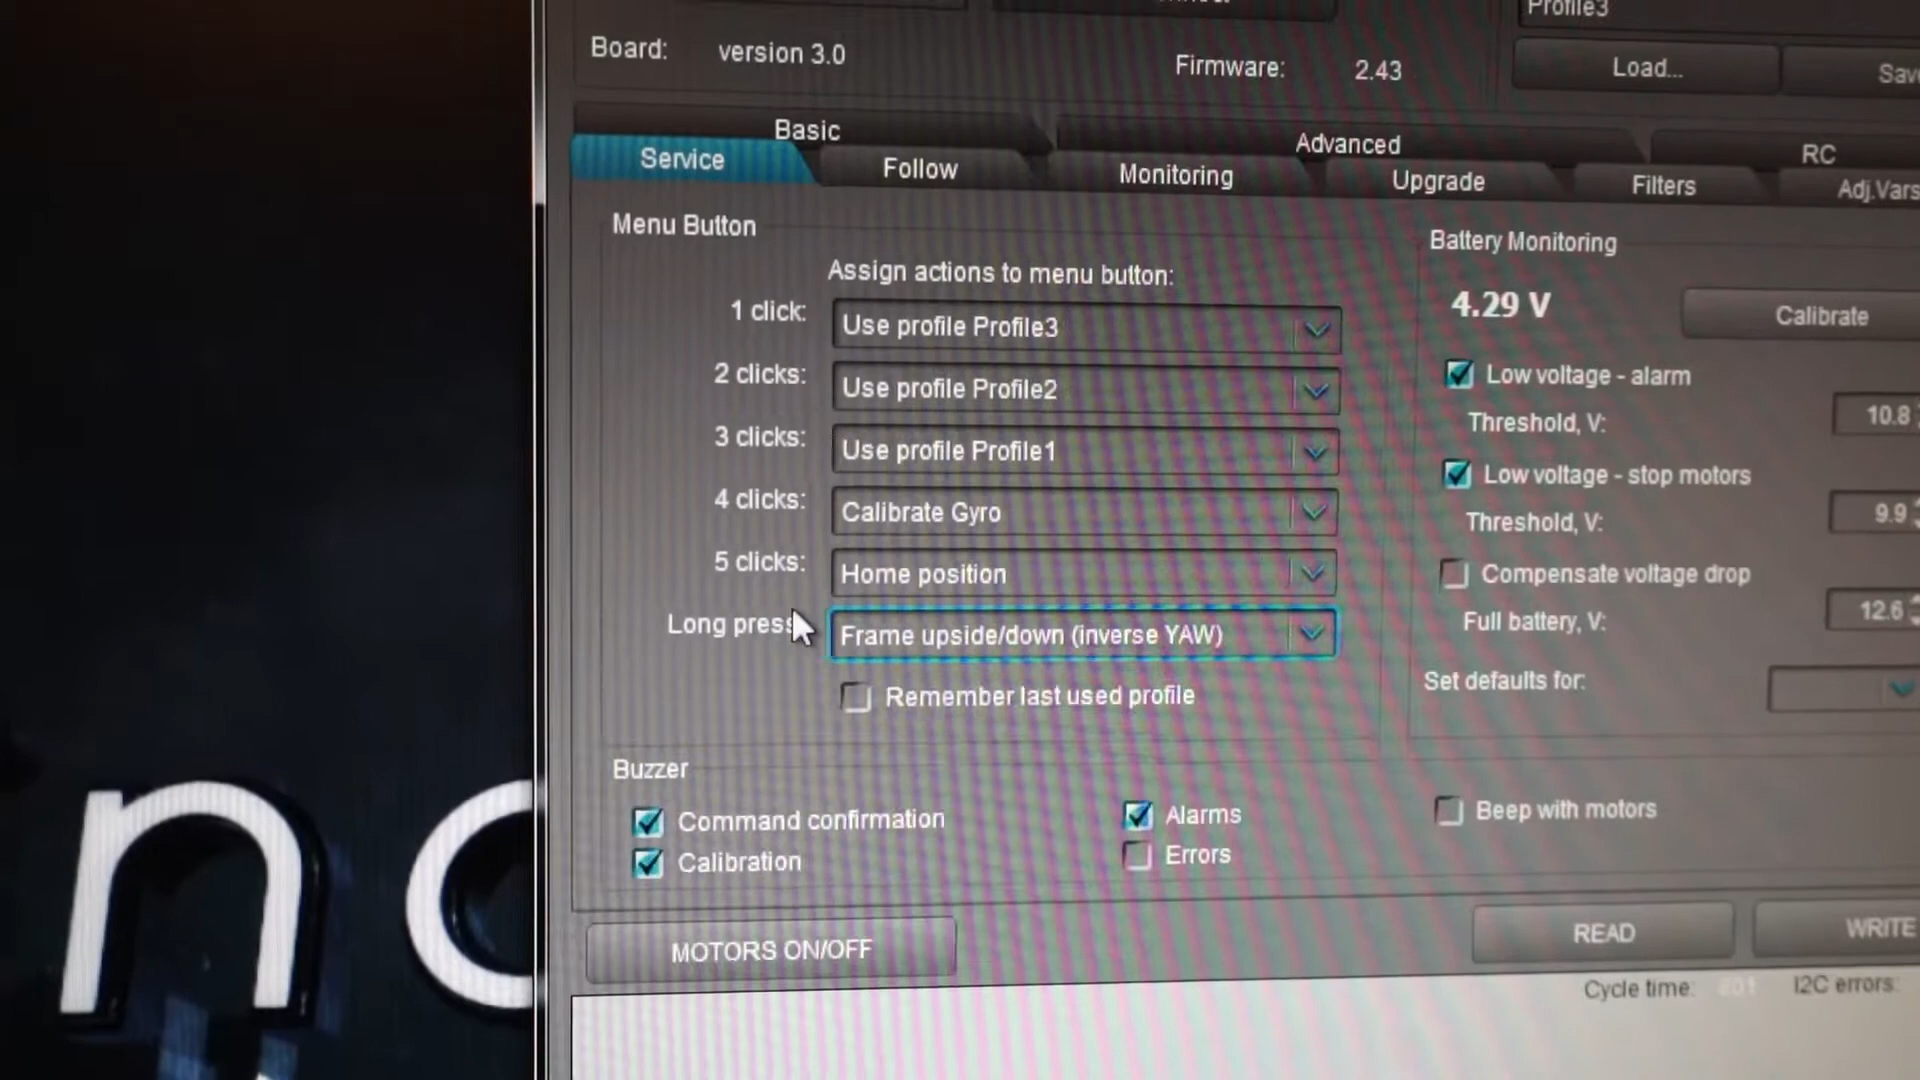 Profile3
Board: version 3.0 Firmware: 2.43
Load...
Basic Advanced RC
Service Follow Monitoring Upgrade Filters Adj.Vars
Menu Button
Assign actions to menu button:
1 click: Use profile Profile3
2 clicks: Use profile Profile2
3 clicks: Use profile Profile1
4 clicks: Calibrate Gyro
5 clicks: Home position
Long press Frame upside/down (inverse YAW)
Remember last used profile
Battery Monitoring
4.29 V Calibrate
Low voltage - alarm
Threshold, V: 10.8
Low voltage - stop motors
Threshold, V: 9.9
Compensate voltage drop
Full battery, V: 12.6
Set defaults for:
Buzzer
Command confirmation Alarms Beep with motors
Calibration Errors
MOTORS ON/OFF READ WRITE
Cycle time: I2C errors:
n